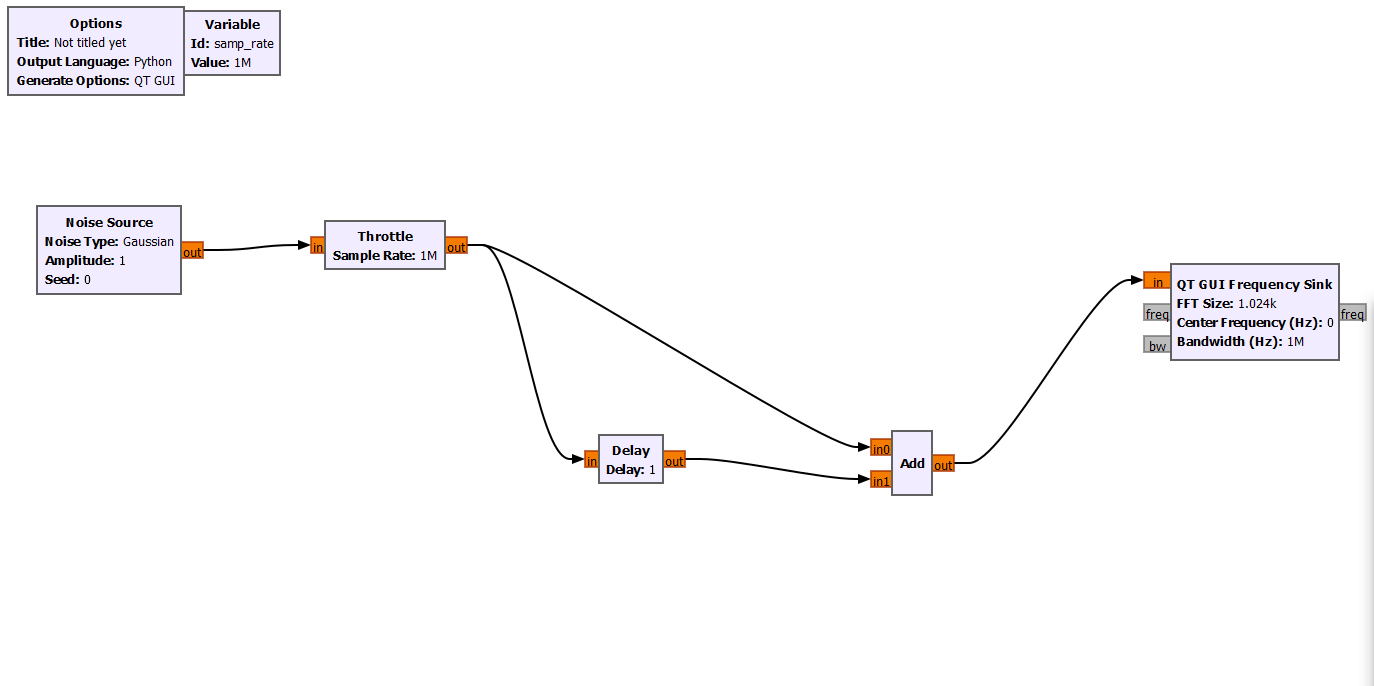 Options
Title: Not titled yet
Output Language: Python
Generate Options: QT GUI
Variable
Id: samp_rate
Value: 1M
Noise Source
Noise Type: Gaussian
Amplitude: 1
Seed: 0
out
in
Throttle
Sample Rate: 1M
out
in
Delay
Delay: 1
out
in0
in1
Add
out
in
freq
bw
QT GUI Frequency Sink
FFT Size: 1.024k
Center Frequency (Hz): 0
Bandwidth (Hz): 1M
freq